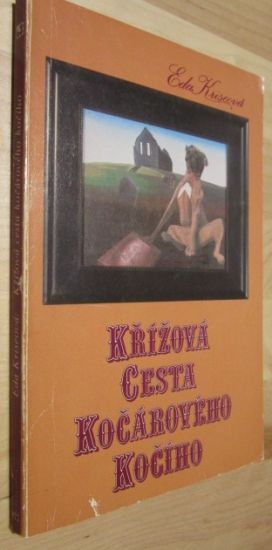 Eda Kriseová
Křížová
Cesta
Kočárového
Kočího
Eda Kriseová: Křížová cesta kočárového kočího